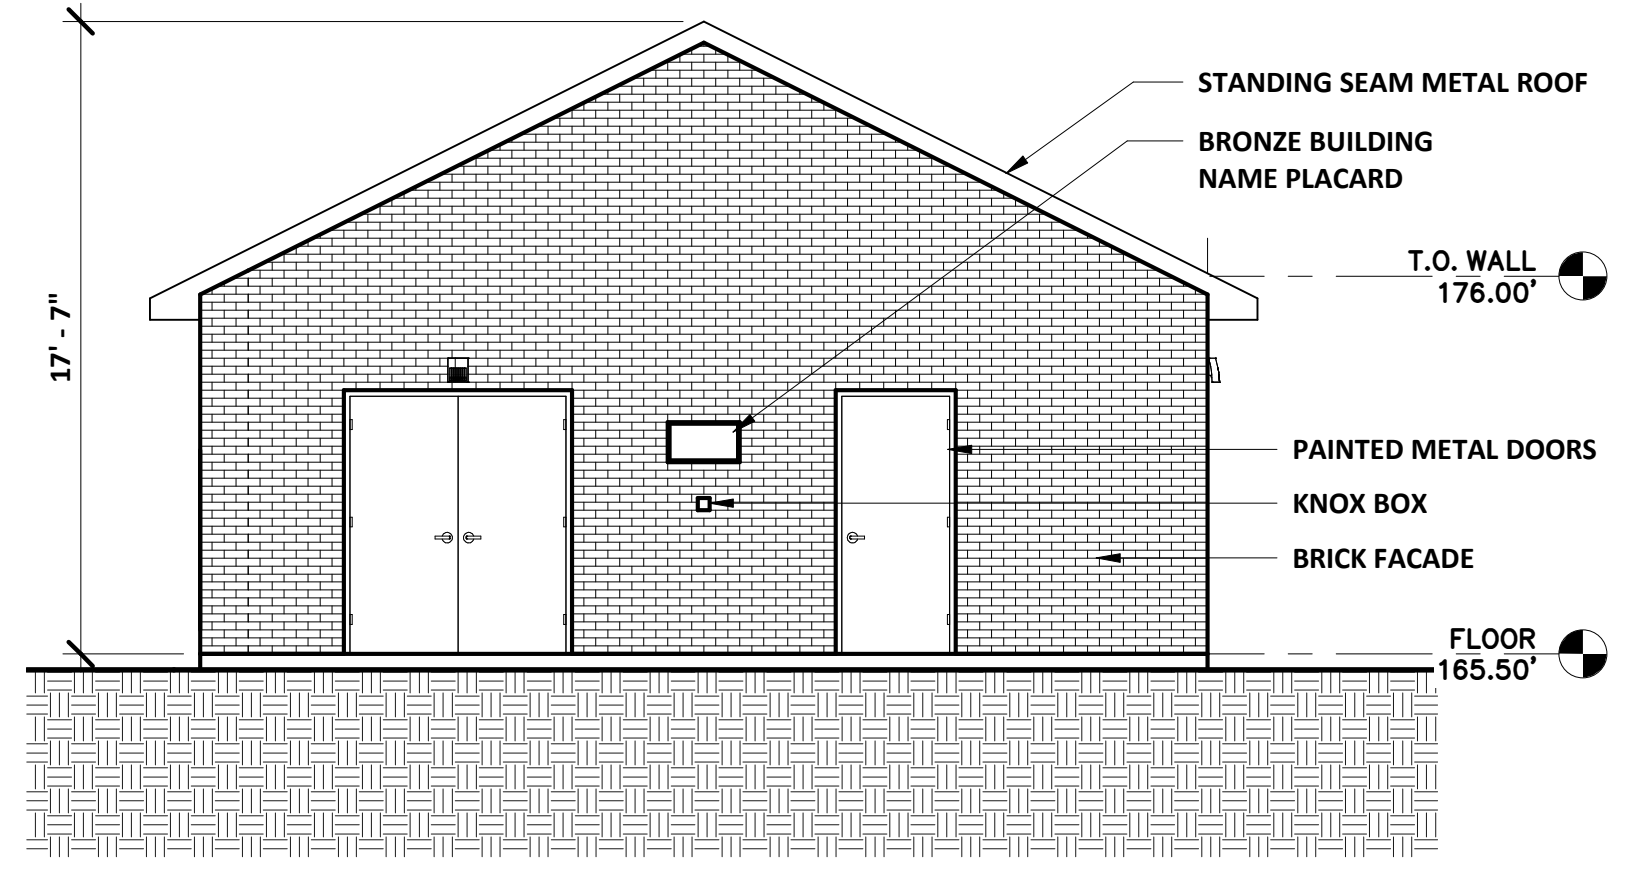 STANDING SEAM METAL ROOF
BRONZE BUILDING
NAME PLACARD
T.O. WALL
176.00'
17' - 7"
PAINTED METAL DOORS
KNOX BOX
BRICK FACADE
FLOOR
165.50'